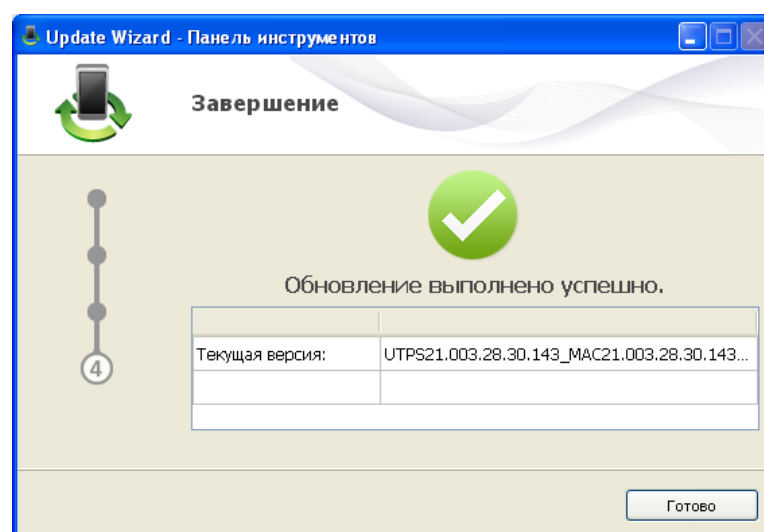 Update Wizard - Панель инструментов
Завершение
Обновление выполнено успешно.
Текущая версия: UTPS21.003.28.30.143_MAC21.003.28.30.143...
4
Готово